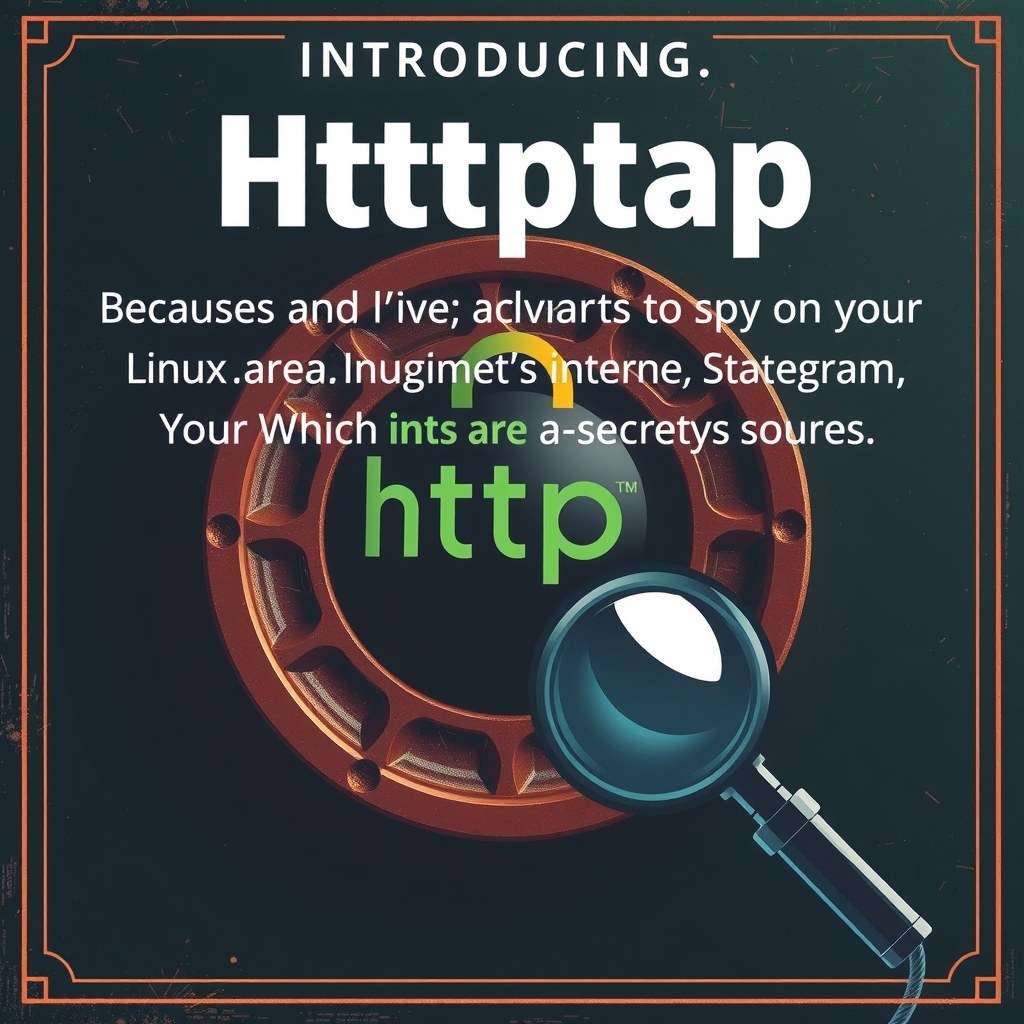 INTRODUCING.
Htttptap
Becauses and l'ive; aclvıarts to spy on your
Linux.area.Inugimet's interne, Stategram,
Your Which ints are a-secretys soures.
http™